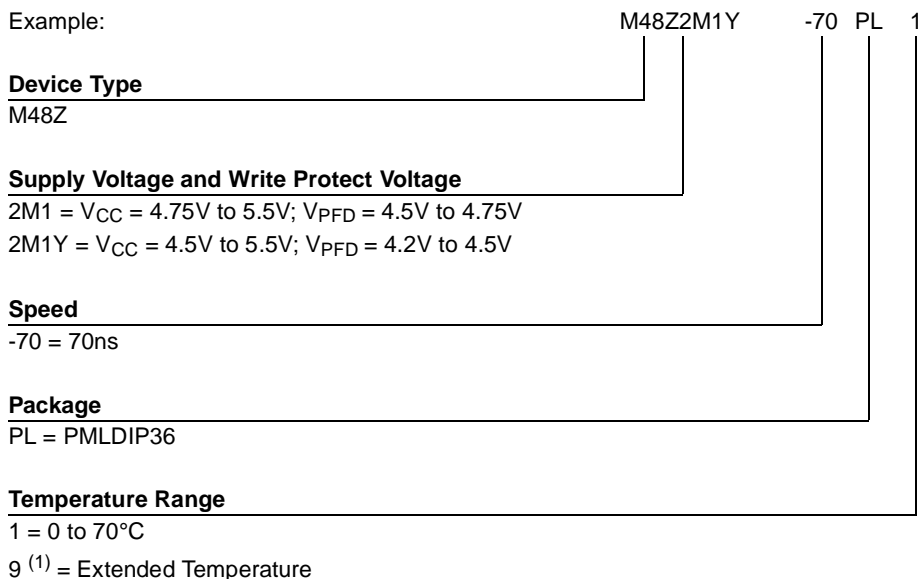 Example: M48Z2M1Y -70 PL 1
Device Type
M48Z
Supply Voltage and Write Protect Voltage
2M1 = VCC = 4.75V to 5.5V; VPFD = 4.5V to 4.75V
2M1Y = VCC = 4.5V to 5.5V; VPFD = 4.2V to 4.5V
Speed
-70 = 70ns
Package
PL = PMLDIP36
Temperature Range
1 = 0 to 70°C
9 (1) = Extended Temperature